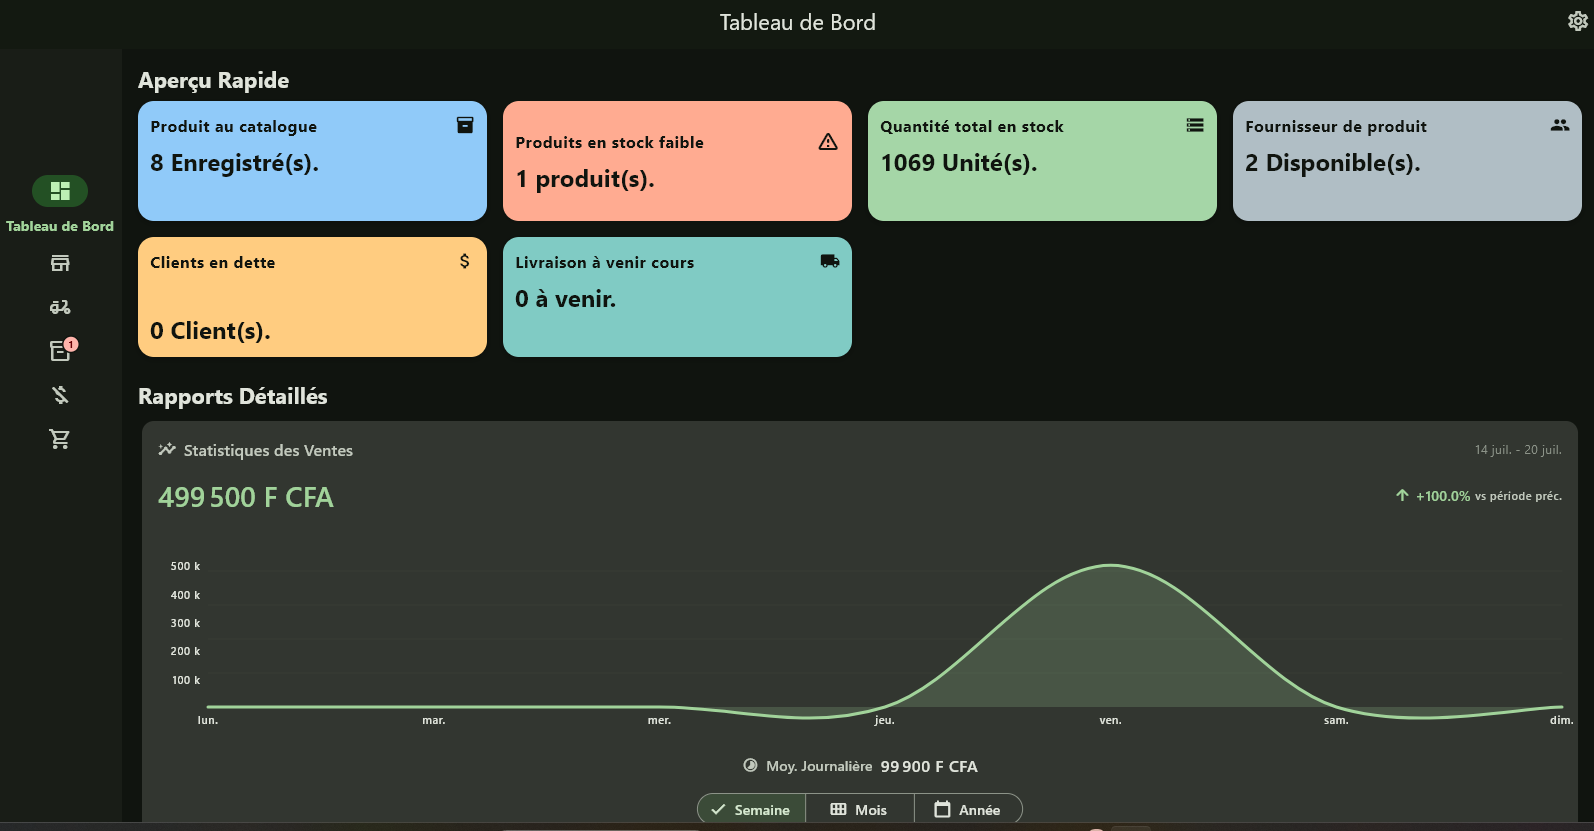 Tableau de Bord
Aperçu Rapide
Produit au catalogue
8 Enregistré(s).
Produits en stock faible
1 produit(s).
Quantité total en stock
1069 Unité(s).
Fournisseur de produit
2 Disponible(s).
Tableau de Bord
Clients en dette
0 Client(s).
Livraison à venir cours
0 à venir.
1
Rapports Détaillés
Statistiques des Ventes
14 juil. - 20 juil.
499 500 F CFA
+100.0% vs période préc.
500 k
400 k
300 k
200 k
100 k
lun. mar. mer. jeu. ven. sam. dim.
Moy. Journalière 99 900 F CFA
Semaine Mois Année